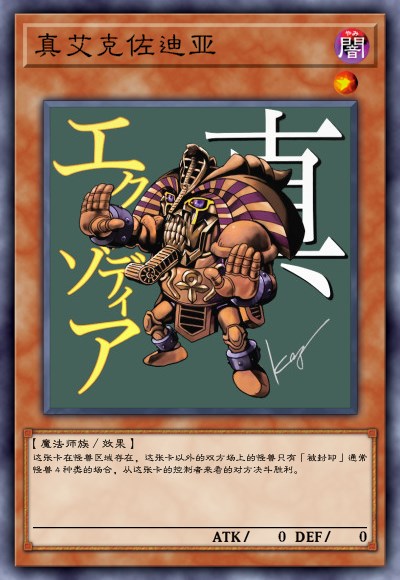 真艾克佐迪亚
やみ
闇
真
エクゾディア
Kaz
【魔法师族／效果】
这张卡在怪兽区域存在，这张卡以外的双方场上的怪兽只有「被封印」通常
怪兽４种类的场合，从这张卡的控制者来看的对方决斗胜利。
ATK/ 0 DEF/ 0